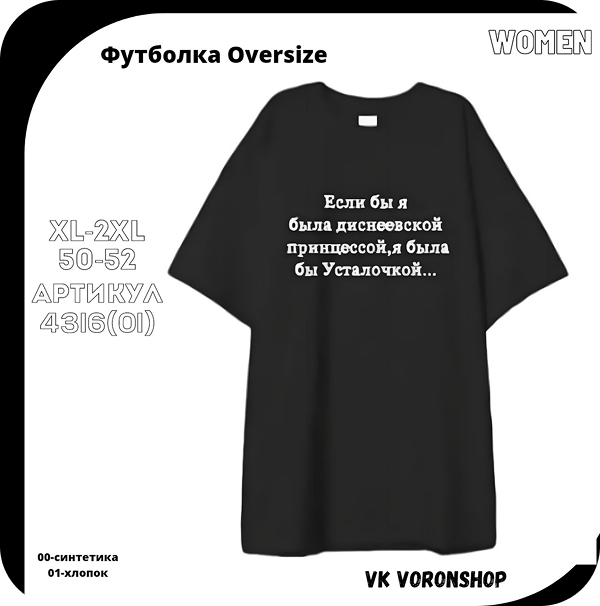 Футболка Oversize
WOMEN
Если бы я
была диснеевской
принцессой,я была
бы Усталочкой...
XL-2XL
50-52
АРТИКУЛ
4316(01)
00-синтетика
01-хлопок
VK VORONSHOP